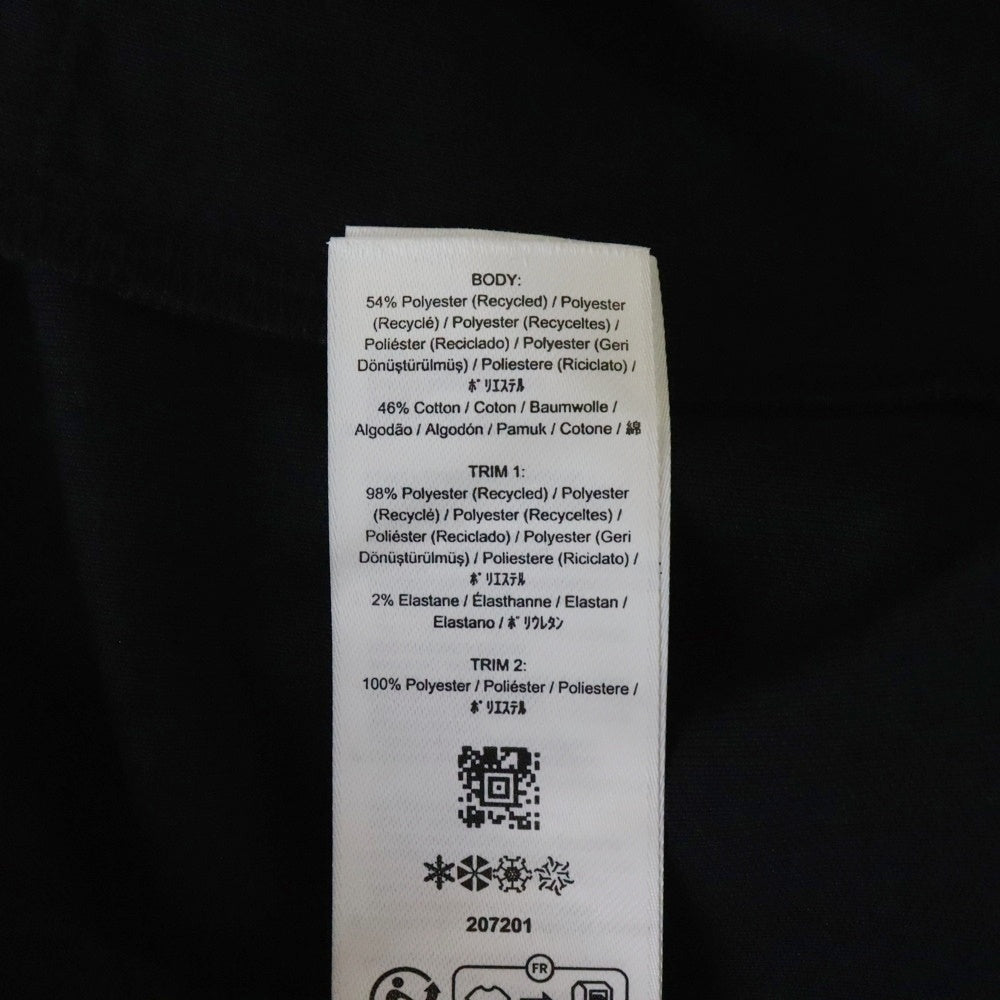 BODY:
54% Polyester (Recycled) / Polyester
(Recyclé) / Polyester (Recyceltes) /
Poliéster (Reciclado) / Polyester (Geri
Dönüştürülmüş) / Poliestere (Riciclato) /
ﾎﾟﾘｴｽﾃﾙ
46% Cotton / Coton / Baumwolle /
Algodão / Algodón / Pamuk / Cotone / 綿
TRIM 1:
98% Polyester (Recycled) / Polyester
(Recyclé) / Polyester (Recyceltes) /
Poliéster (Reciclado) / Polyester (Geri
Dönüştürülmüş) / Poliestere (Riciclato) /
ﾎﾟﾘｴｽﾃﾙ
2% Elastane / Élasthanne / Elastan /
Elastano / ﾎﾟﾘｳﾚﾀﾝ
TRIM 2:
100% Polyester / Poliéster / Poliestere /
ﾎﾟﾘｴｽﾃﾙ
207201
FR